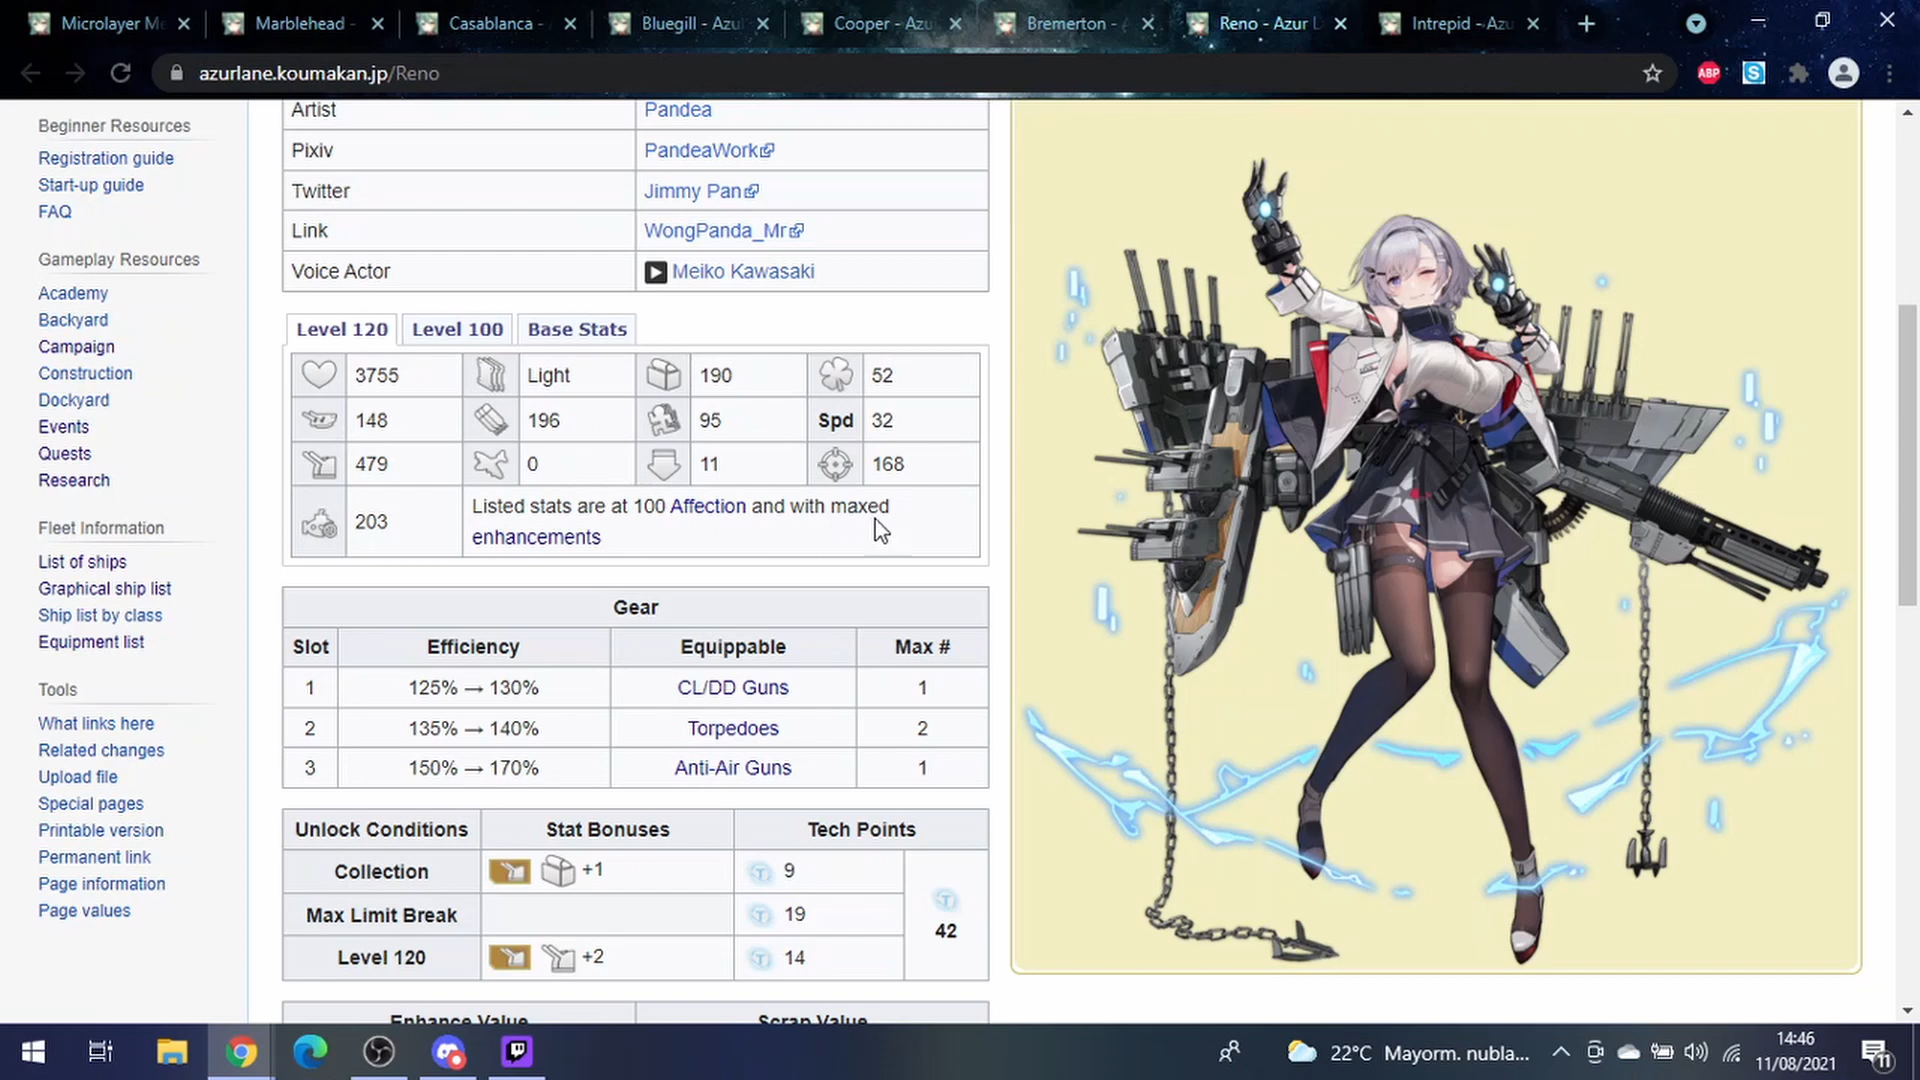 Microlayer Me
Marblehead -
Casablanca -
Bluegill - Azu
Cooper - Azu
Bremerton - A
Reno - Azur L
Intrepid - Azu
azurlane.koumakan.jp/Reno
ABP
Beginner Resources
Registration guide
Start-up guide
FAQ
Gameplay Resources
Academy
Backyard
Campaign
Construction
Dockyard
Events
Quests
Research
Fleet Information
List of ships
Graphical ship list
Ship list by class
Equipment list
Tools
What links here
Related changes
Upload file
Special pages
Printable version
Permanent link
Page information
Page values
Artist Pandea
Pixiv PandeaWork
Twitter Jimmy Pan
Link WongPanda_Mr
Voice Actor Meiko Kawasaki
Level 120 Level 100 Base Stats
3755 Light 190 52
148 196 95 Spd 32
479 0 11 168
203 Listed stats are at 100 Affection and with maxed
enhancements
Gear
Slot Efficiency Equippable Max #
1 125% → 130% CL/DD Guns 1
2 135% → 140% Torpedoes 2
3 150% → 170% Anti-Air Guns 1
Unlock Conditions Stat Bonuses Tech Points
Collection +1 9
Max Limit Break 19 42
Level 120 +2 14
Enhance Value Scrap Value
22°C Mayorm. nubla...
14:46
11/08/2021
11